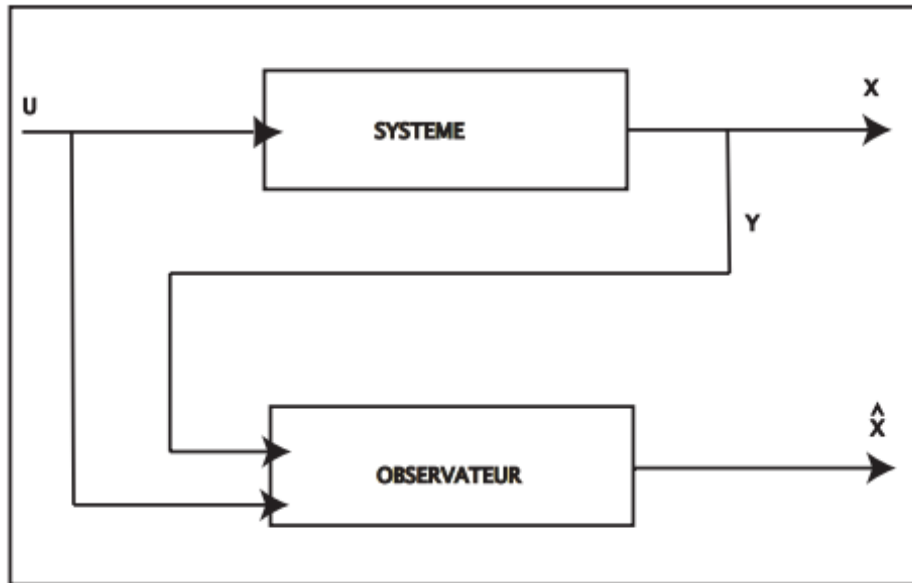 U
SYSTEME
X
Y
OBSERVATEUR
X̂